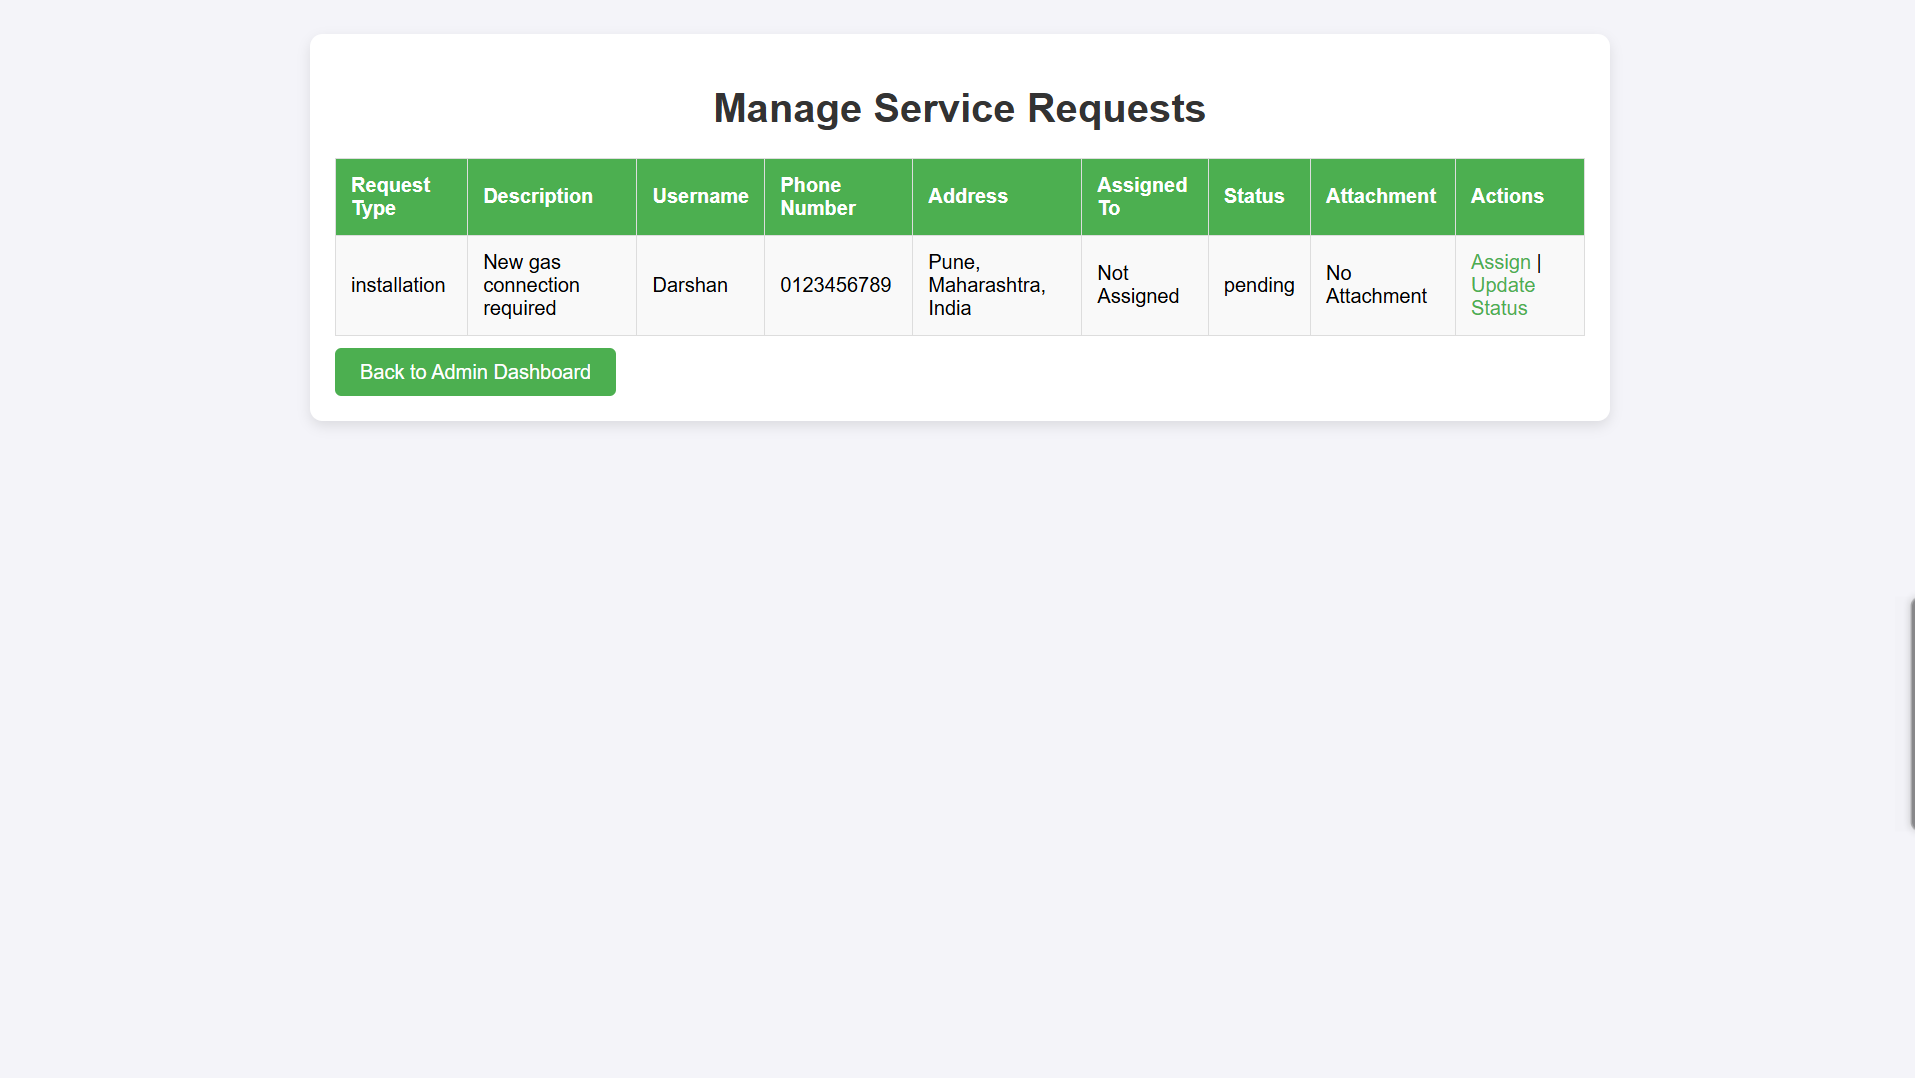 Manage Service Requests
Request Type
Description
Username
Phone Number
Address
Assigned To
Status
Attachment
Actions
installation
New gas
connection
required
Darshan
0123456789
Pune,
Maharashtra,
India
Not
Assigned
pending
No
Attachment
Assign |
Update
Status
Back to Admin Dashboard